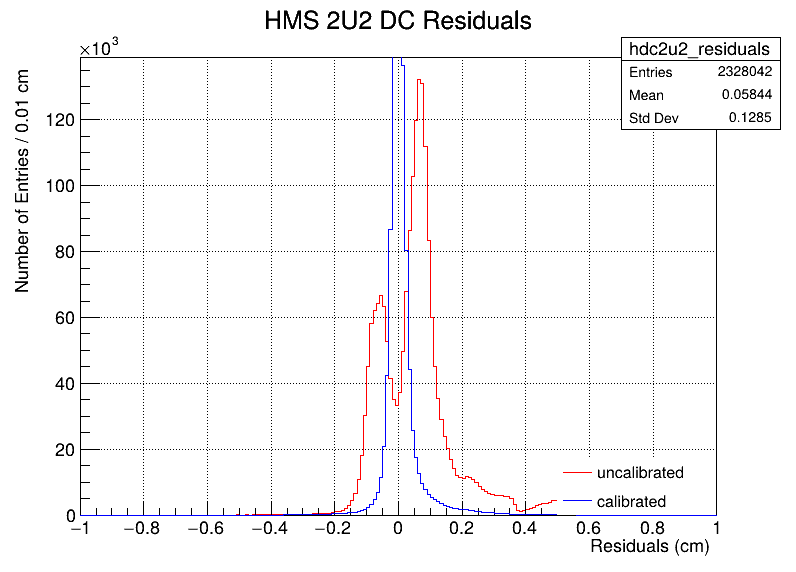 HMS 2U2 DC Residuals
×10³
hdc2u2_residuals
Entries 2328042
Mean 0.05844
Std Dev 0.1285
Number of Entries / 0.01 cm
120
100
80
60
40
20
0
uncalibrated
calibrated
−1 −0.8 −0.6 −0.4 −0.2 0 0.2 0.4 0.6 0.8 1
Residuals (cm)